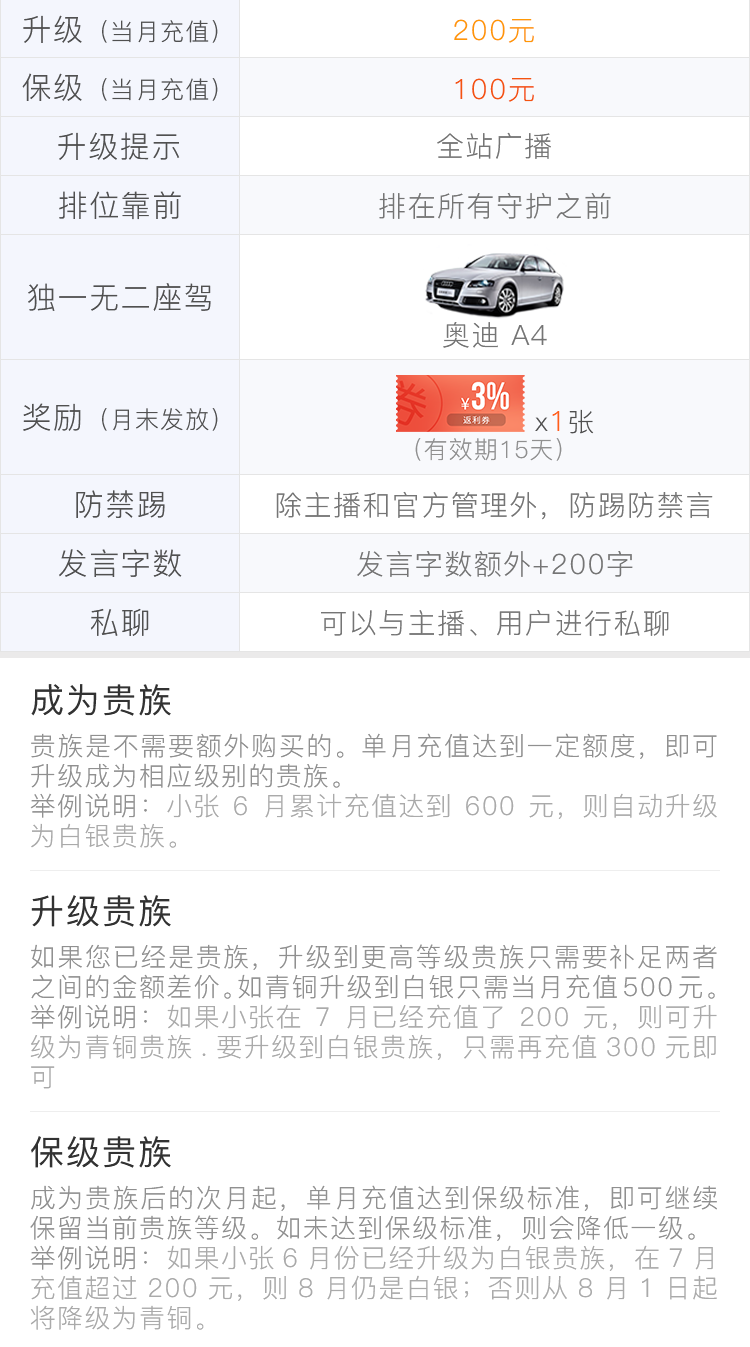 升级（当月充值） 200元
保级（当月充值） 100元
升级提示 全站广播
排位靠前 排在所有守护之前
独一无二座驾
奥迪 A4
奖励（月末发放） 券 ¥3% 返利券 x1张
（有效期15天）
防禁踢 除主播和官方管理外，防踢防禁言
发言字数 发言字数额外+200字
私聊 可以与主播、用户进行私聊
成为贵族
贵族是不需要额外购买的。单月充值达到一定额度，即可
升级成为相应级别的贵族。
举例说明：小张 6 月累计充值达到 600 元，则自动升级
为白银贵族。
升级贵族
如果您已经是贵族，升级到更高等级贵族只需要补足两者
之间的金额差价。如青铜升级到白银只需当月充值500元。
举例说明：如果小张在 7 月已经充值了 200 元，则可升
级为青铜贵族 . 要升级到白银贵族，只需再充值 300 元即
可
保级贵族
成为贵族后的次月起，单月充值达到保级标准，即可继续
保留当前贵族等级。如未达到保级标准，则会降低一级。
举例说明：如果小张 6 月份已经升级为白银贵族，在 7 月
充值超过 200 元，则 8 月仍是白银；否则从 8 月 1 日起
将降级为青铜。